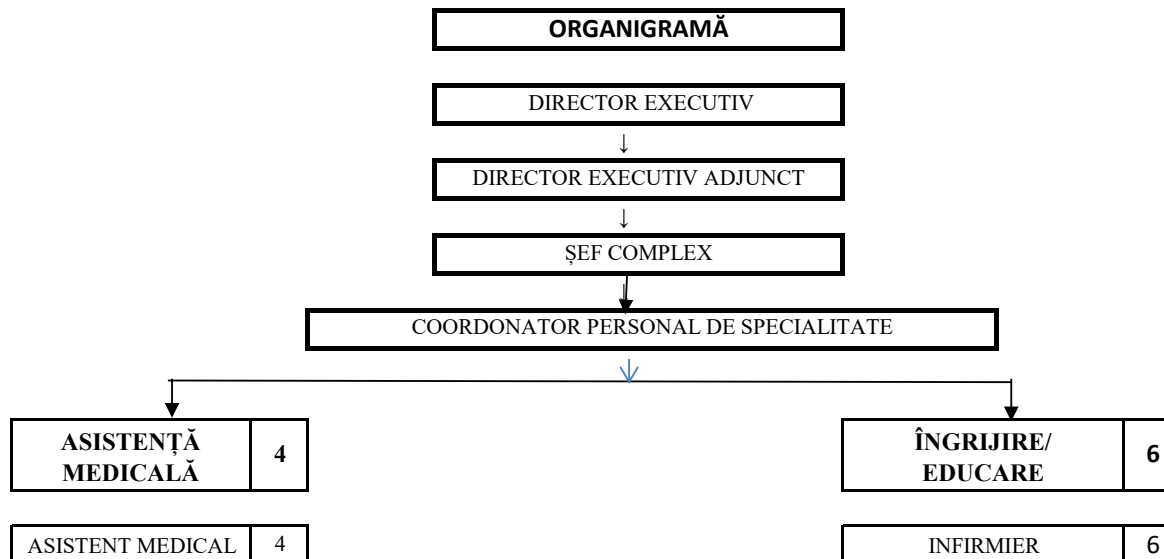 ORGANIGRAMĂ
DIRECTOR EXECUTIV
↓
DIRECTOR EXECUTIV ADJUNCT
↓
ȘEF COMPLEX
COORDONATOR PERSONAL DE SPECIALITATE
ASISTENȚĂ
MEDICALĂ
4
ÎNGRIJIRE/
EDUCARE
6
ASISTENT MEDICAL 4
INFIRMIER 6